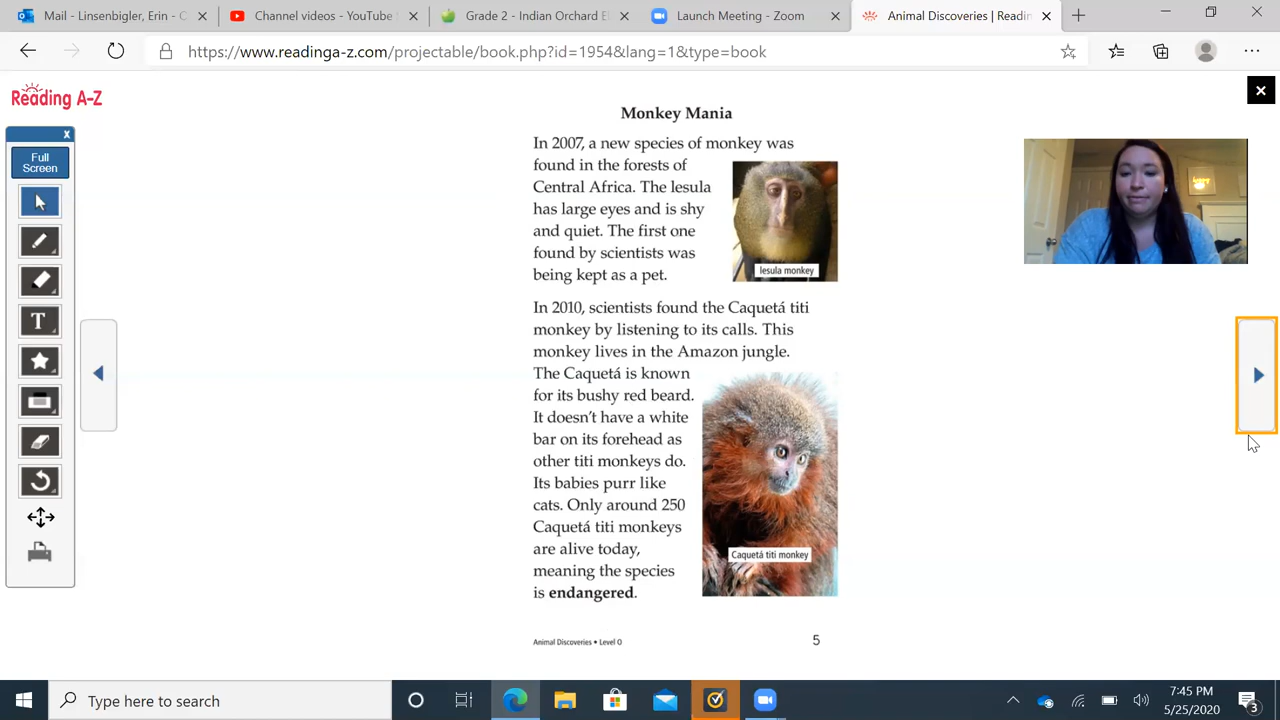 Mail - Linsenbigler, Erin - O
Channel videos - YouTube
Grade 2 - Indian Orchard El
Launch Meeting - Zoom
Animal Discoveries | Readin
https://www.readinga-z.com/projectable/book.php?id=1954&lang=1&type=book
Reading A-Z
x
Full
Screen
T
Monkey Mania
In 2007, a new species of monkey was
found in the forests of
Central Africa. The lesula
has large eyes and is shy
and quiet. The first one
found by scientists was
being kept as a pet.
lesula monkey
In 2010, scientists found the Caquetá titi
monkey by listening to its calls. This
monkey lives in the Amazon jungle.
The Caquetá is known
for its bushy red beard.
It doesn't have a white
bar on its forehead as
other titi monkeys do.
Its babies purr like
cats. Only around 250
Caquetá titi monkeys
are alive today,
meaning the species
is endangered.
Caquetá titi monkey
Animal Discoveries • Level O
5
Type here to search
7:45 PM
5/25/2020
3